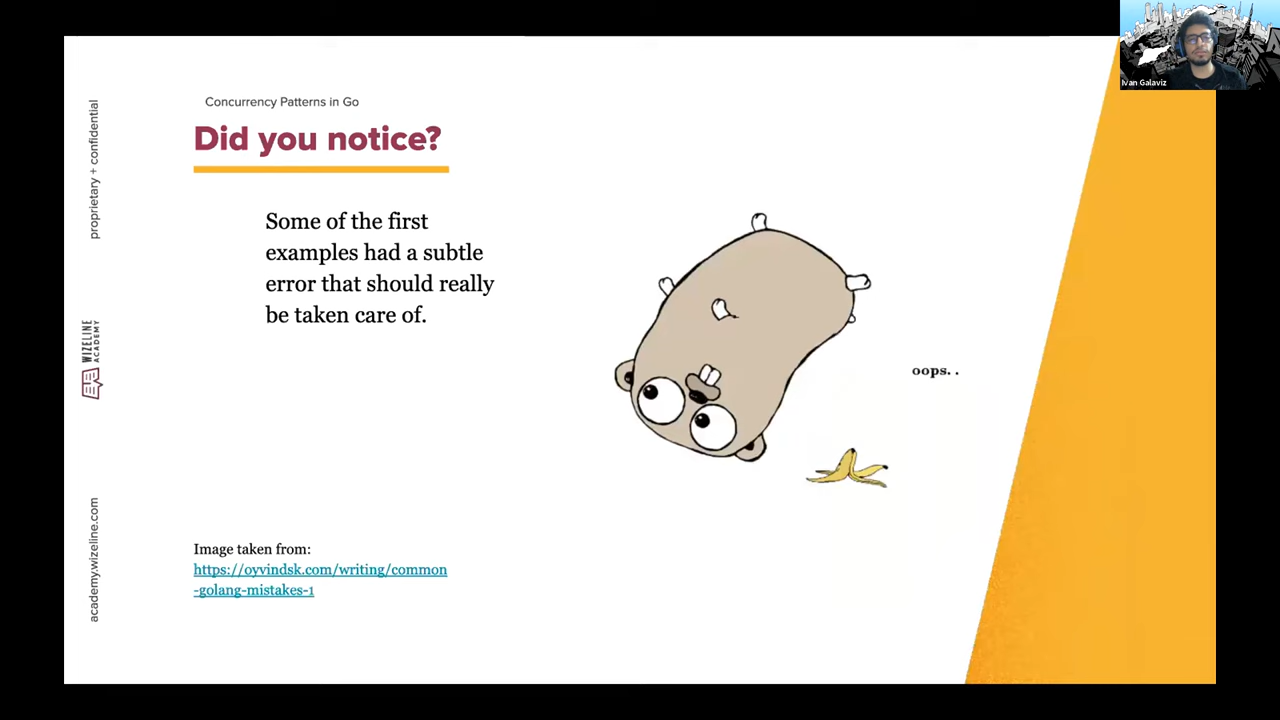 Ivan Galaviz
Concurrency Patterns in Go
Did you notice?
proprietary + confidential
Some of the first
examples had a subtle
error that should really
be taken care of.
oops. .
WIZELINE
ACADEMY
Image taken from:
https://oyvindsk.com/writing/common
-golang-mistakes-1
academy.wizeline.com